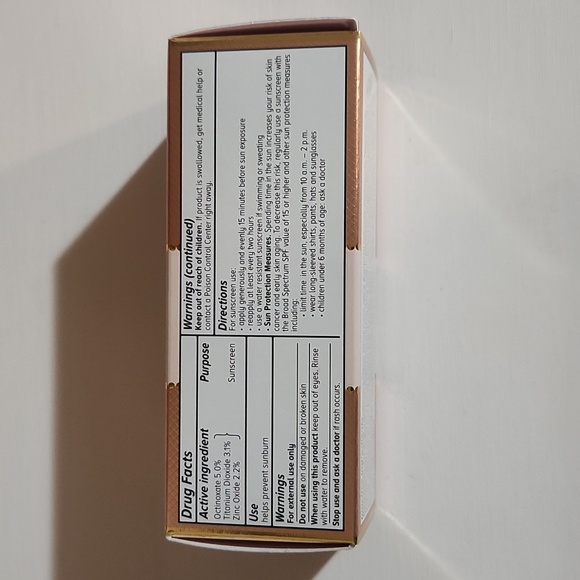 Drug Facts
Active ingredient Purpose
Octinoxate 5.0%
Titanium Dioxide 3.1% Sunscreen
Zinc Oxide 2.2%
Use
helps prevent sunburn
Warnings
For external use only
Do not use on damaged or broken skin
When using this product keep out of eyes. Rinse
with water to remove.
Stop use and ask a doctor if rash occurs.
Warnings (continued)
Keep out of reach of children. If product is swallowed, get medical help or
contact a Poison Control Center right away.
Directions
For sunscreen use:
• apply generously and evenly 15 minutes before sun exposure
• reapply at least every two hours
• use a water resistant sunscreen if swimming or sweating
• Sun Protection Measures. Spending time in the sun increases your risk of skin
cancer and early skin aging. To decrease this risk, regularly use a sunscreen with
the Broad Spectrum SPF value of 15 or higher and other sun protection measures
including:
• limit time in the sun, especially from 10 a.m. – 2 p.m.
• wear long-sleeved shirts, pants, hats and sunglasses
• children under 6 months of age: ask a doctor